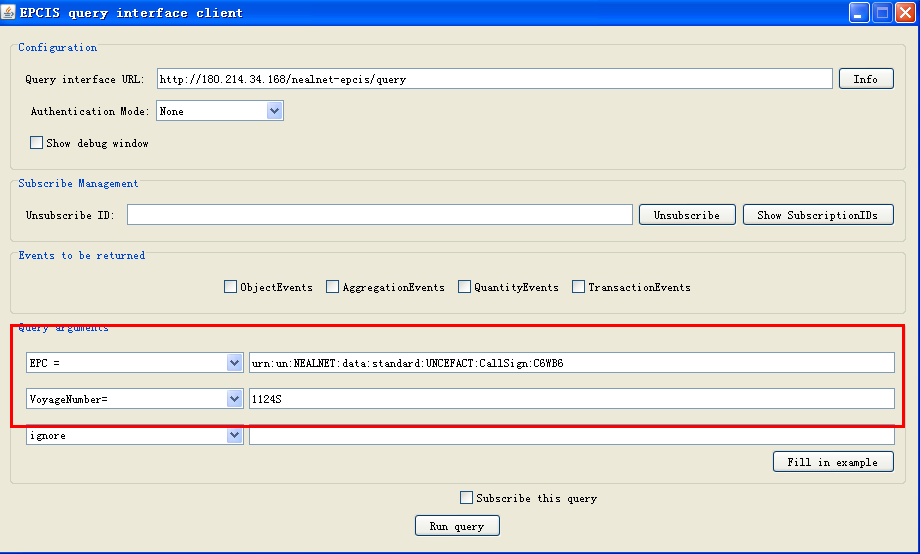 EPCIS query interface client
Configuration
Query interface URL: http://180.214.34.168/nealnet-epcis/query Info
Authentication Mode: None
Show debug window
Subscribe Management
Unsubscribe ID: Unsubscribe Show SubscriptionIDs
Events to be returned
ObjectEvents AggregationEvents QuantityEvents TransactionEvents
Query arguments
EPC = urn:un:NEALNET:data:standard:UNCEFACT:CallSign:C6WB6
VoyageNumber= 1124S
ignore
Fill in example
Subscribe this query
Run query